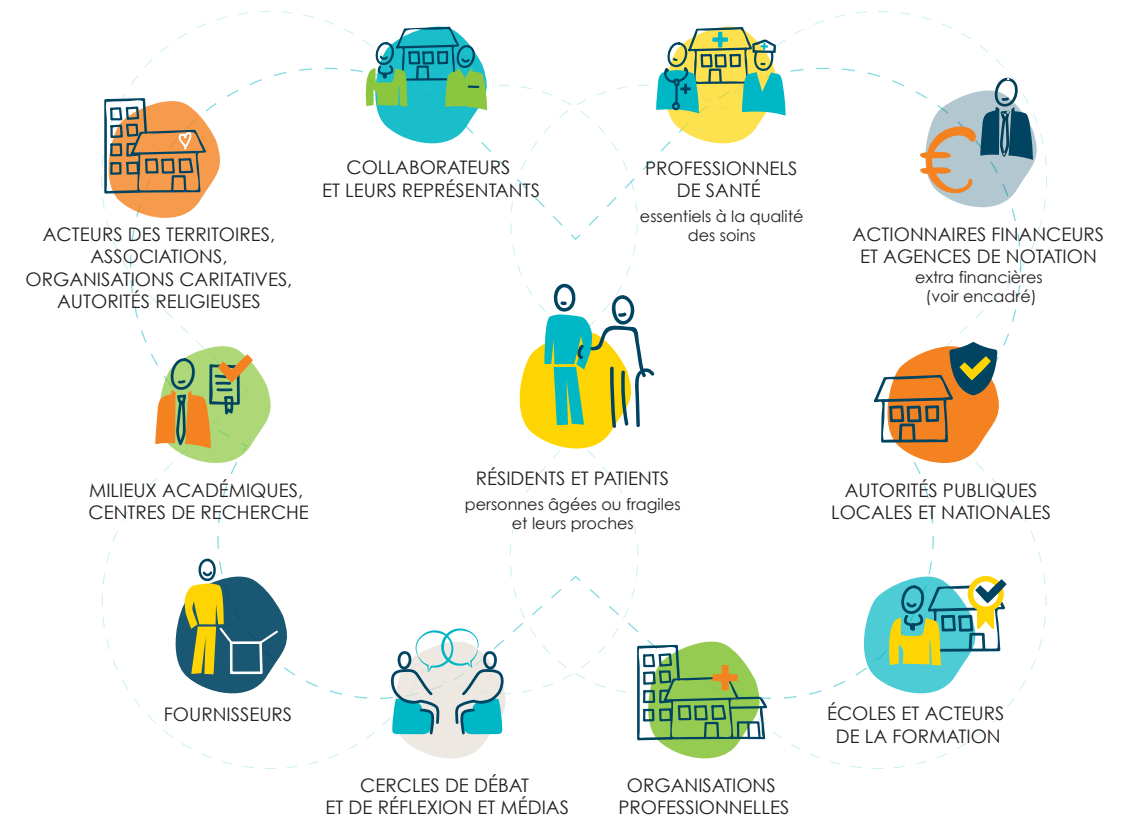 COLLABORATEURS
ET LEURS REPRÉSENTANTS
PROFESSIONNELS
DE SANTÉ
essentiels à la qualité
des soins
ACTEURS DES TERRITOIRES,
ASSOCIATIONS,
ORGANISATIONS CARITATIVES,
AUTORITÉS RELIGIEUSES
ACTIONNAIRES FINANCEURS
ET AGENCES DE NOTATION
extra financières
(voir encadré)
€
RÉSIDENTS ET PATIENTS
personnes âgées ou fragiles
et leurs proches
MILIEUX ACADÉMIQUES,
CENTRES DE RECHERCHE
AUTORITÉS PUBLIQUES
LOCALES ET NATIONALES
FOURNISSEURS
ÉCOLES ET ACTEURS
DE LA FORMATION
CERCLES DE DÉBAT
ET DE RÉFLEXION ET MÉDIAS
ORGANISATIONS
PROFESSIONNELLES